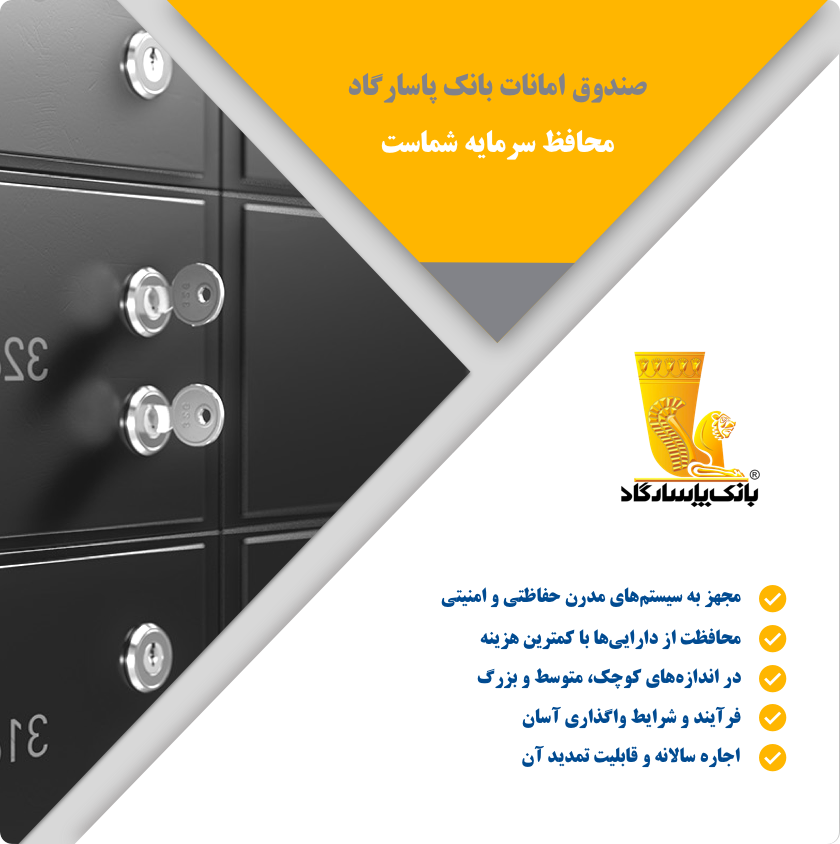 صندوق امانات بانک پاسارگاد
محافظ سرمایه شماست
®
بانک پاسارگاد
مجهز به سیستم‌های مدرن حفاظتی و امنیتی
محافظت از دارایی‌ها با کمترین هزینه
در اندازه‌های کوچک، متوسط و بزرگ
فرآیند و شرایط واگذاری آسان
اجاره سالانه و قابلیت تمدید آن